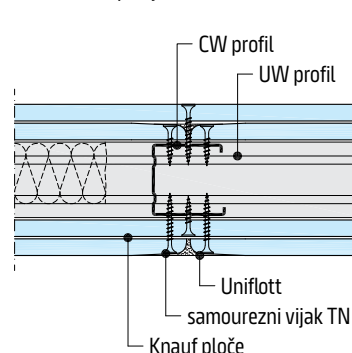 CW profil
UW profil
Uniflott
samourezni vijak TN
Knauf ploče